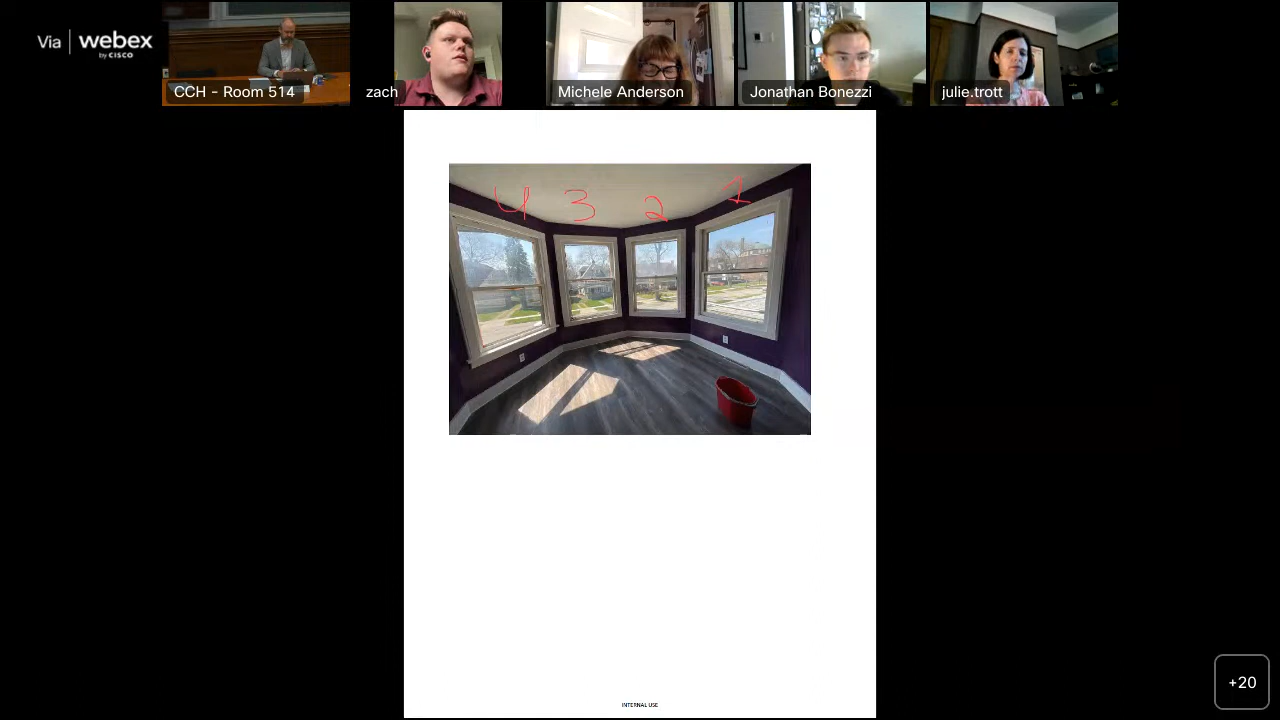 Via webex
by CISCO
CCH - Room 514
zach
Michele Anderson
Jonathan Bonezzi
julie.trott
4 3 2 1
INTERNAL USE
+20